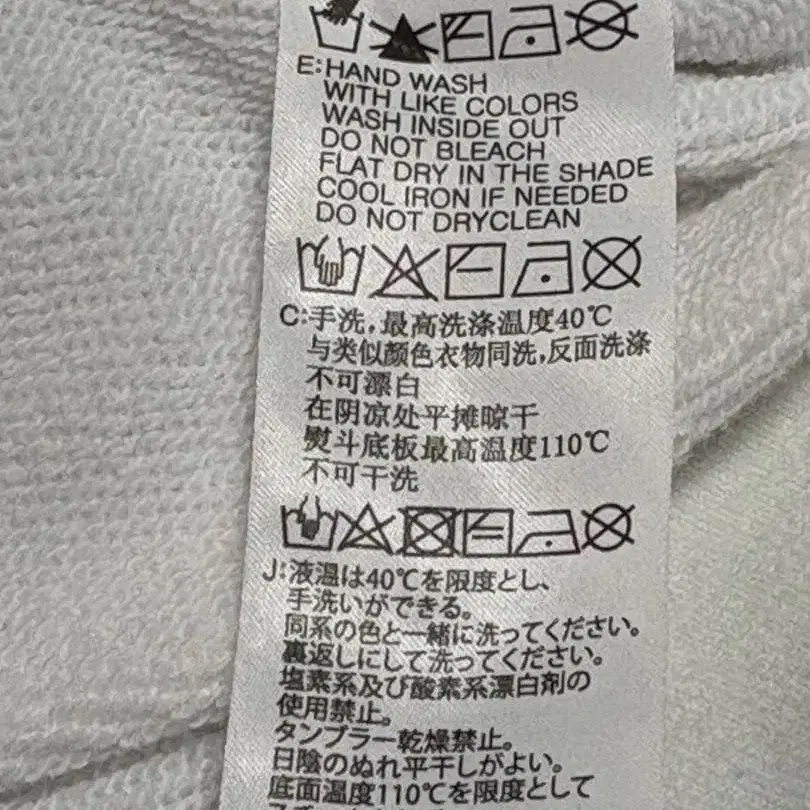 E:HAND WASH
WITH LIKE COLORS
WASH INSIDE OUT
DO NOT BLEACH
FLAT DRY IN THE SHADE
COOL IRON IF NEEDED
DO NOT DRYCLEAN
C:手洗,最高洗涤温度40℃
与类似颜色衣物同洗,反面洗涤
不可漂白
在阴凉处平摊晾干
熨斗底板最高温度110℃
不可干洗
J:液温は40℃を限度とし、
手洗いができる。
同系の色と一緒に洗ってください。
裏返しにして洗ってください。
塩素系及び酸素系漂白剤の
使用禁止。
タンブラー乾燥禁止。
日陰のぬれ平干しがよい。
底面温度110℃を限度として